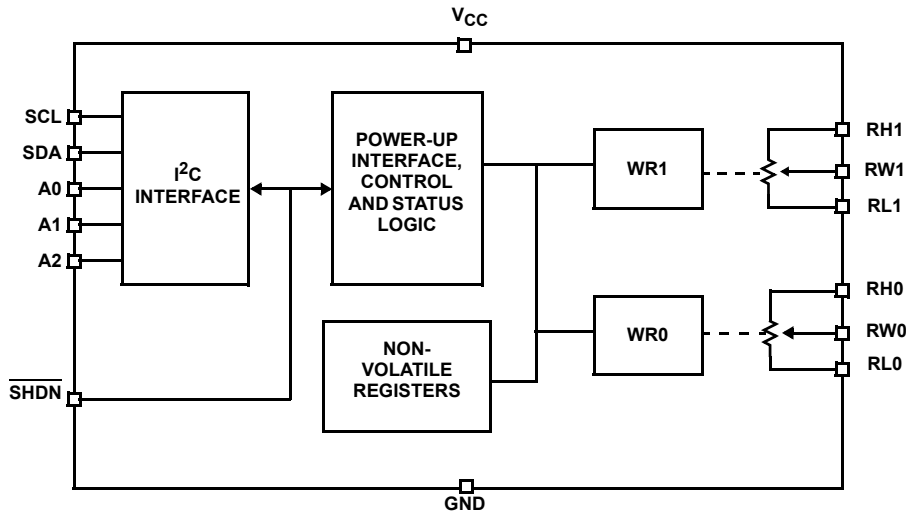 VCC
SCL
SDA
A0
A1
A2
SHDN
I2C
INTERFACE
POWER-UP
INTERFACE,
CONTROL
AND STATUS
LOGIC
NON-
VOLATILE
REGISTERS
WR1
WR0
RH1
RW1
RL1
RH0
RW0
RL0
GND